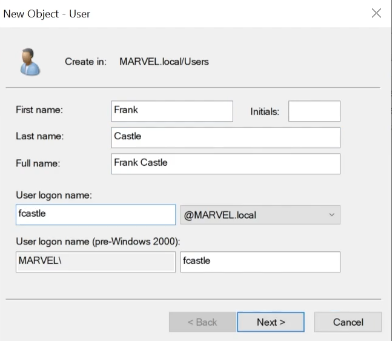 New Object - User
Create in: MARVEL.local/Users
First name: Frank Initials:
Last name: Castle
Full name: Frank Castle
User logon name:
fcastle @MARVEL.local
User logon name (pre-Windows 2000):
MARVEL\ fcastle
< Back Next > Cancel